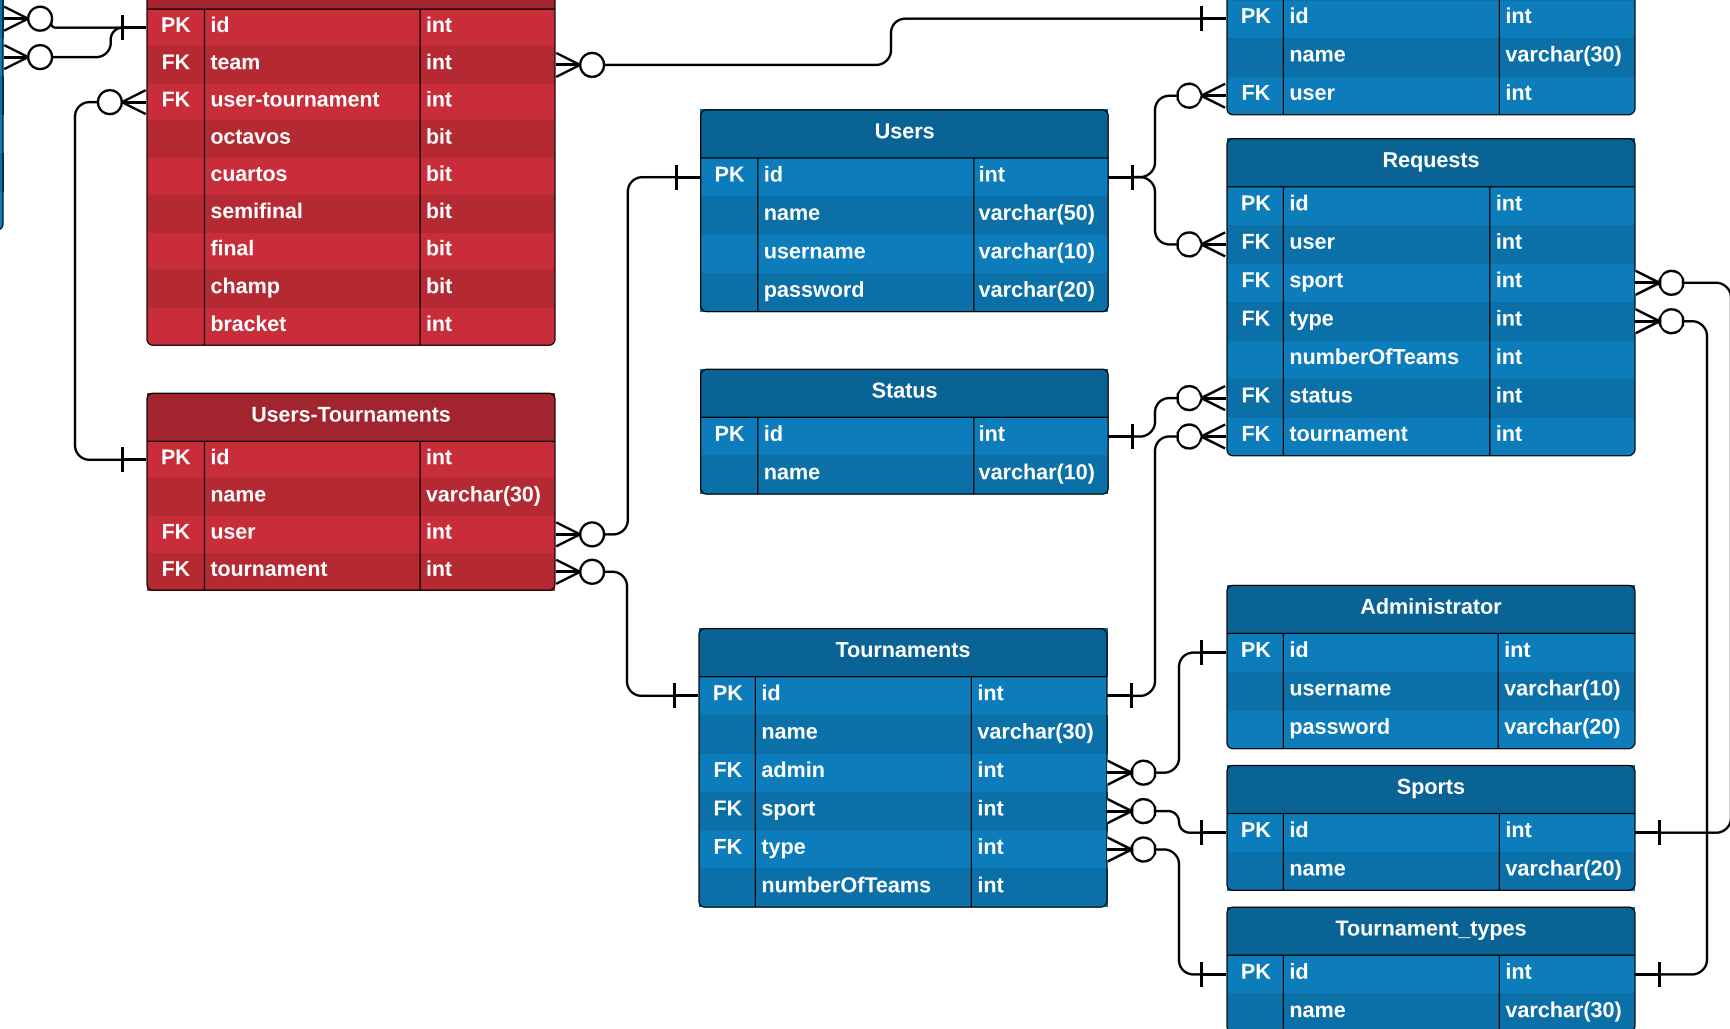 PK id int
FK team int
FK user-tournament int
octavos bit
cuartos bit
semifinal bit
final bit
champ bit
bracket int
Users-Tournaments
PK id int
name varchar(30)
FK user int
FK tournament int
Users
PK id int
name varchar(50)
username varchar(10)
password varchar(20)
Status
PK id int
name varchar(10)
Tournaments
PK id int
name varchar(30)
FK admin int
FK sport int
FK type int
numberOfTeams int
PK id int
name varchar(30)
FK user int
Requests
PK id int
FK user int
FK sport int
FK type int
numberOfTeams int
FK status int
FK tournament int
Administrator
PK id int
username varchar(10)
password varchar(20)
Sports
PK id int
name varchar(20)
Tournament_types
PK id int
name varchar(30)